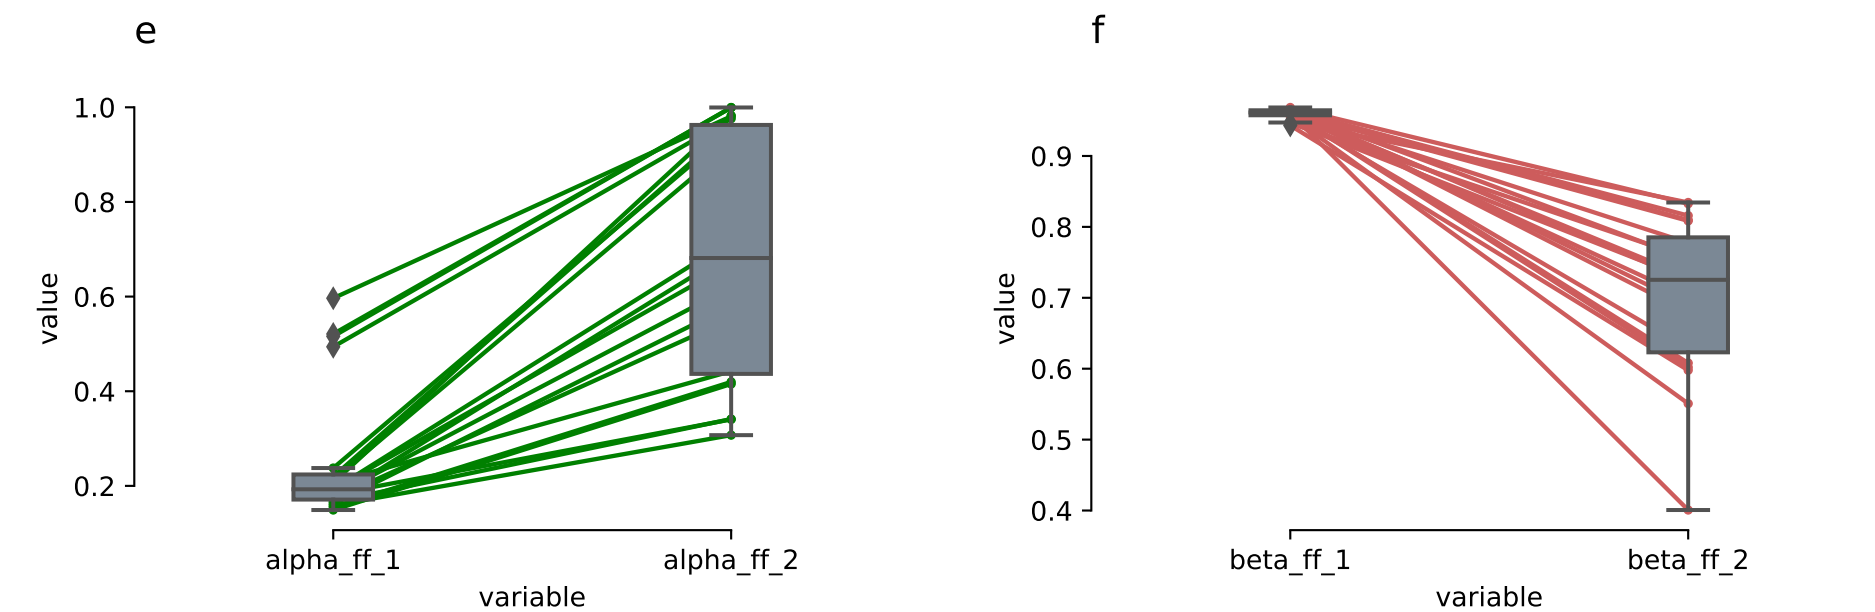 e
1.0
0.8
0.6
0.4
0.2
value
alpha_ff_1
alpha_ff_2
variable
f
0.9
0.8
0.7
0.6
0.5
0.4
value
beta_ff_1
beta_ff_2
variable